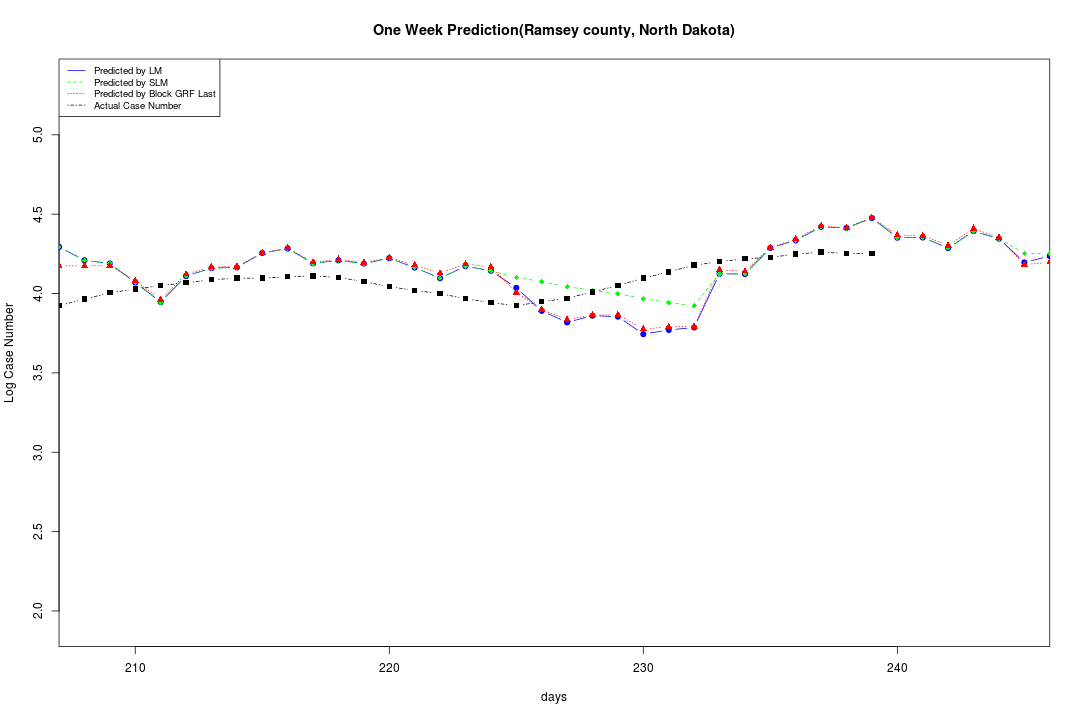 One Week Prediction(Ramsey county, North Dakota)
Predicted by LM
Predicted by SLM
Predicted by Block GRF Last
Actual Case Number
5.0
4.5
4.0
3.5
3.0
2.5
2.0
Log Case Number
210 220 230 240
days